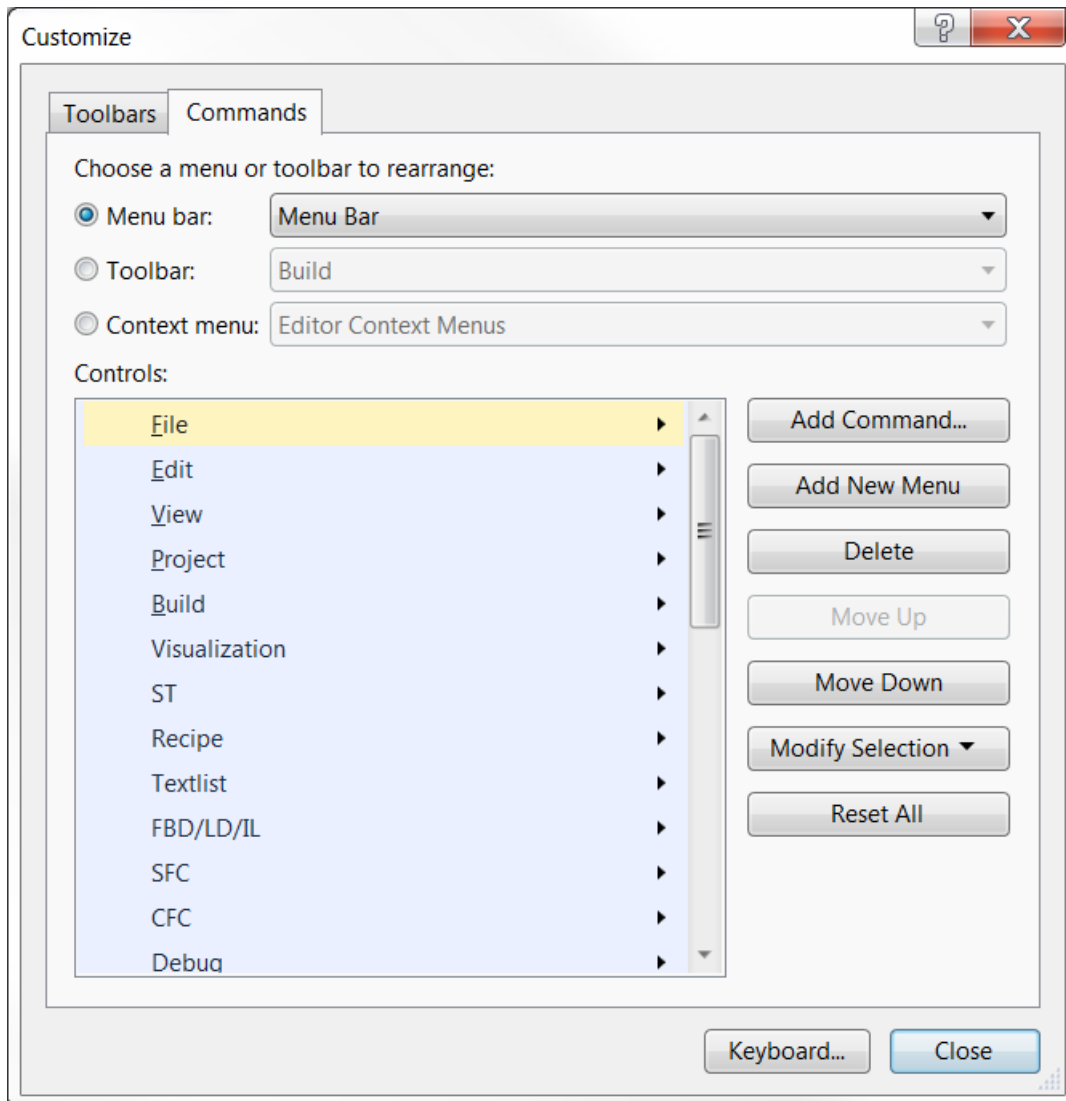 Customize
Toolbars Commands
Choose a menu or toolbar to rearrange:
Menu bar: Menu Bar
Toolbar: Build
Context menu: Editor Context Menus
Controls:
File
Edit
View
Project
Build
Visualization
ST
Recipe
Textlist
FBD/LD/IL
SFC
CFC
Debug
Add Command...
Add New Menu
Delete
Move Up
Move Down
Modify Selection
Reset All
Keyboard... Close